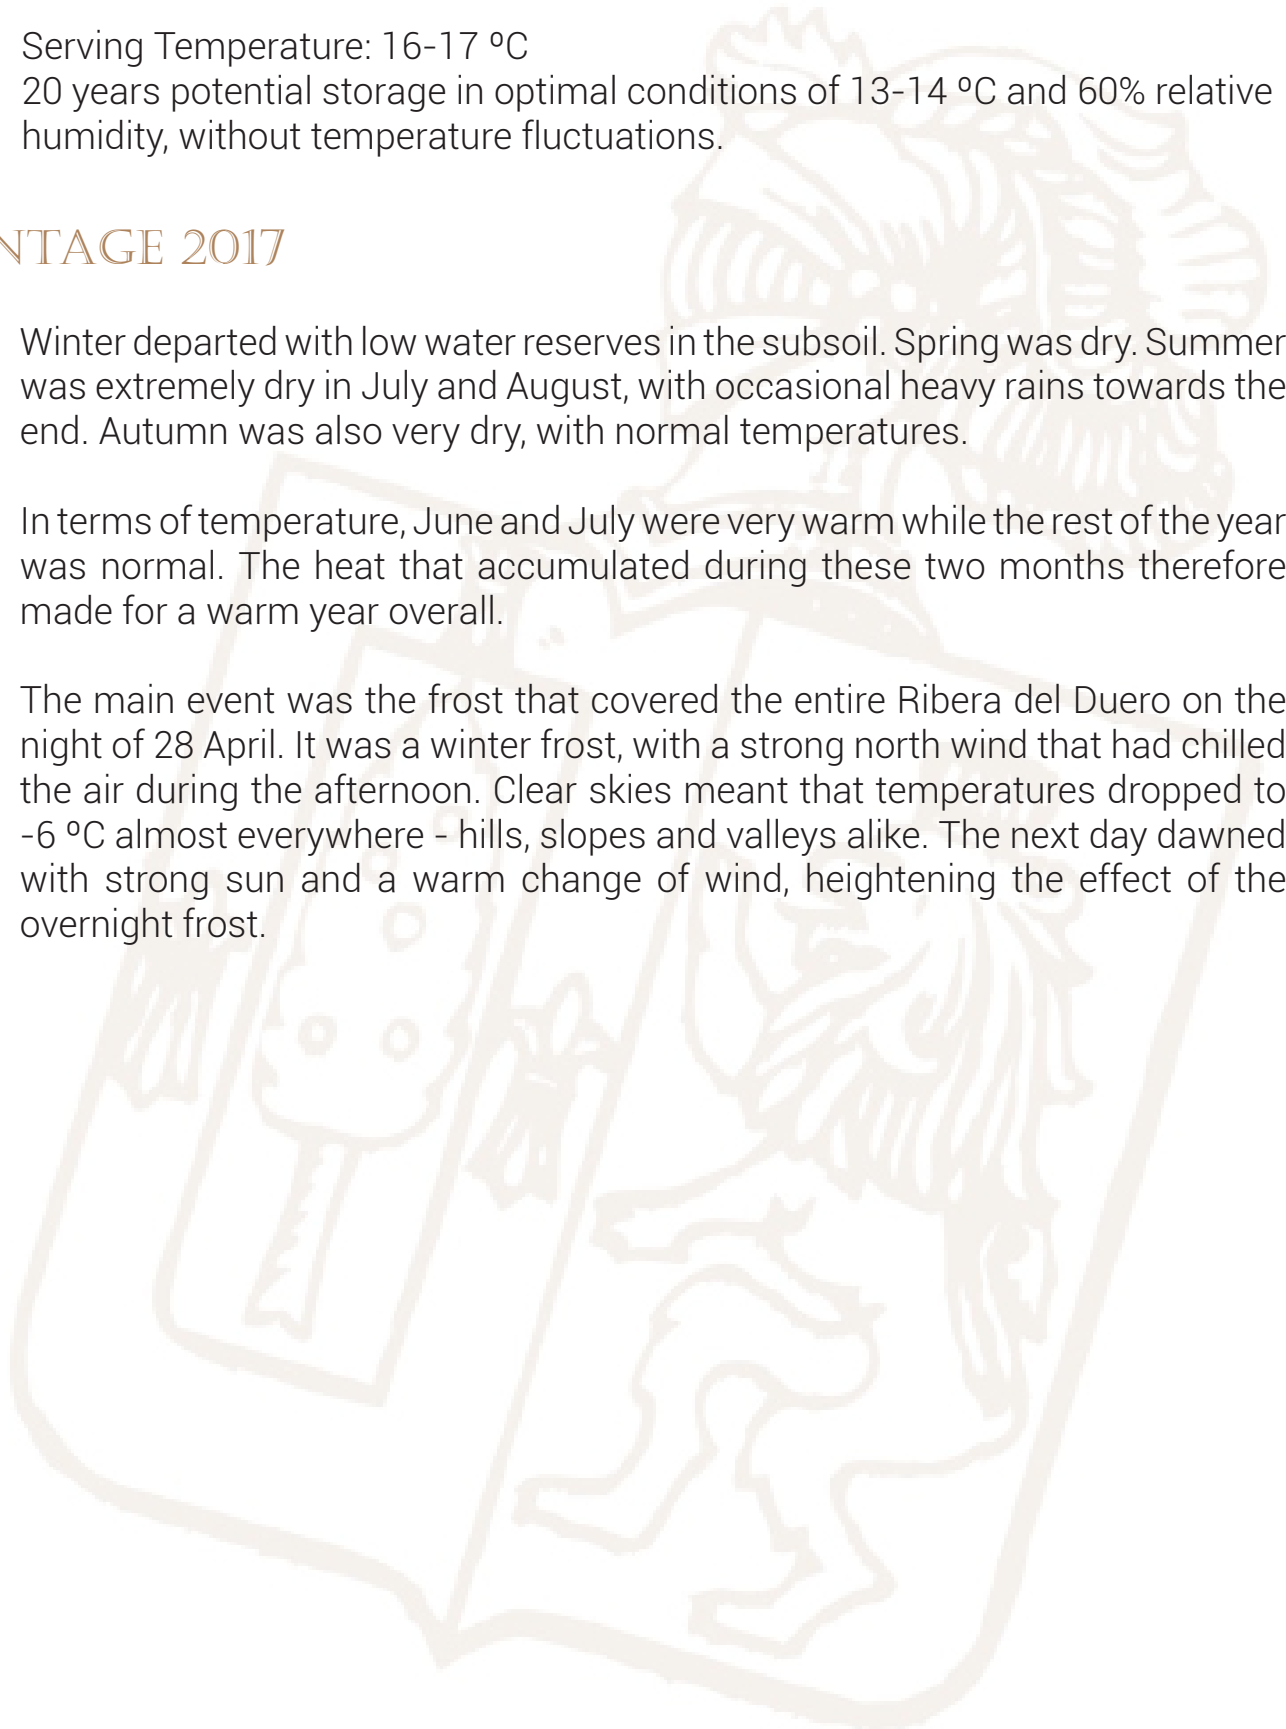 Serving Temperature: 16-17 ºC
20 years potential storage in optimal conditions of 13-14 ºC and 60% relative
humidity, without temperature fluctuations.
NTAGE 2017
Winter departed with low water reserves in the subsoil. Spring was dry. Summer
was extremely dry in July and August, with occasional heavy rains towards the
end. Autumn was also very dry, with normal temperatures.
In terms of temperature, June and July were very warm while the rest of the year
was normal. The heat that accumulated during these two months therefore
made for a warm year overall.
The main event was the frost that covered the entire Ribera del Duero on the
night of 28 April. It was a winter frost, with a strong north wind that had chilled
the air during the afternoon. Clear skies meant that temperatures dropped to
-6 ºC almost everywhere - hills, slopes and valleys alike. The next day dawned
with strong sun and a warm change of wind, heightening the effect of the
overnight frost.